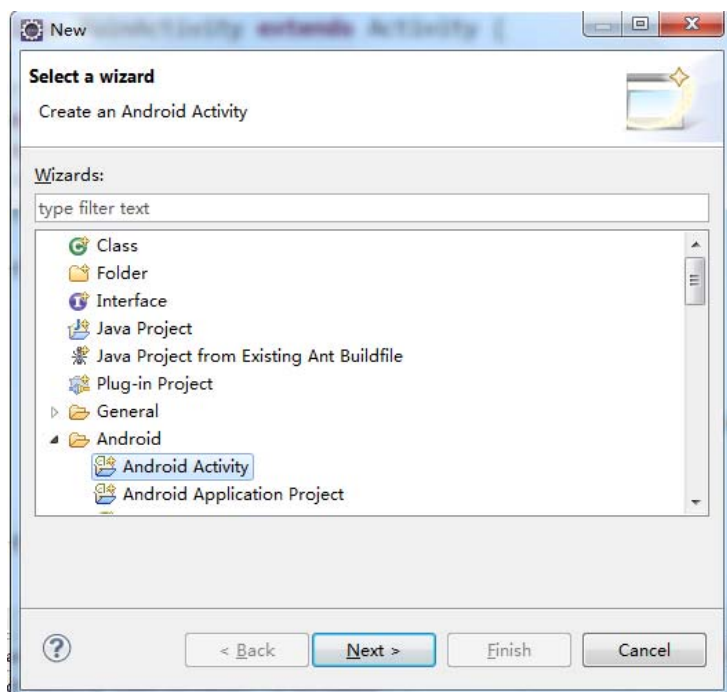 New
Select a wizard
Create an Android Activity
Wizards:
type filter text
Class
Folder
Interface
Java Project
Java Project from Existing Ant Buildfile
Plug-in Project
General
Android
Android Activity
Android Application Project
< Back Next > Finish Cancel